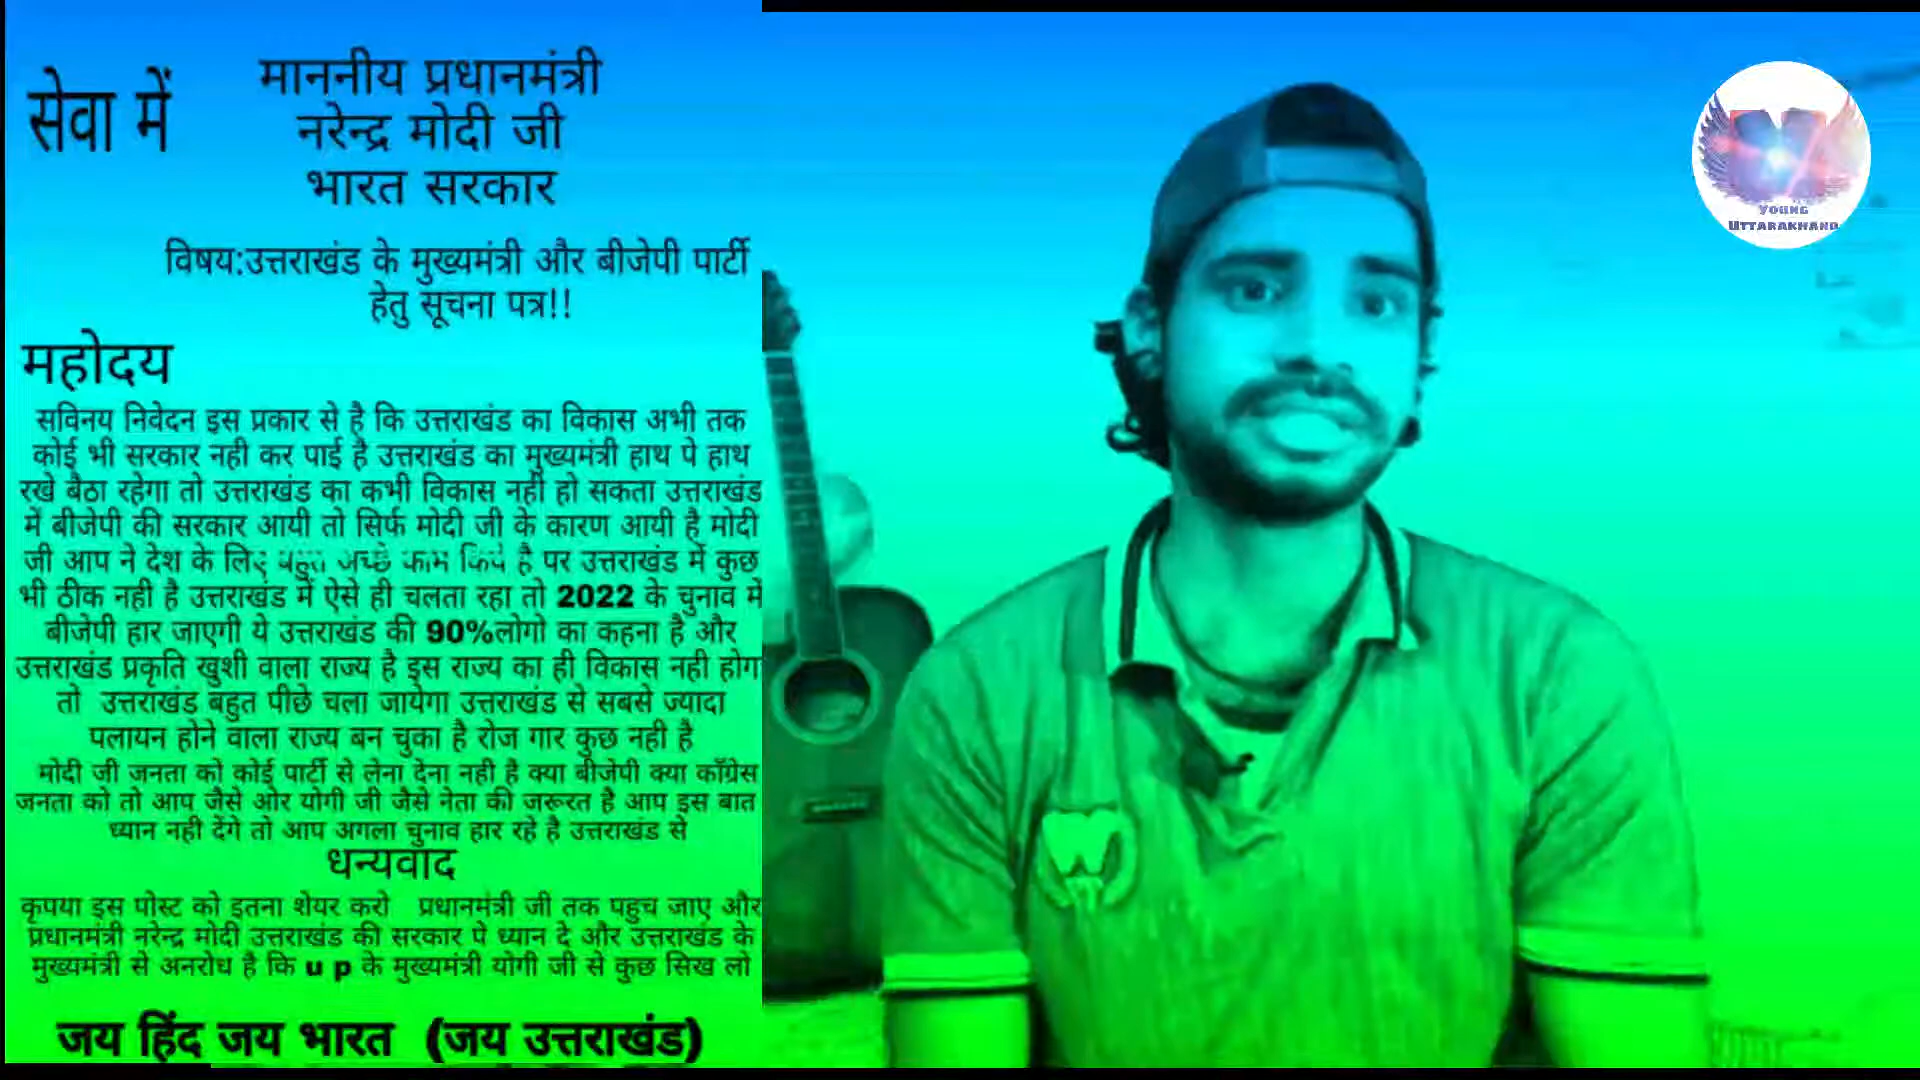 सेवा में
माननीय प्रधानमंत्री
नरेन्द्र मोदी जी
भारत सरकार
विषय:उत्तराखंड के मुख्यमंत्री और बीजेपी पार्टी
हेतु सूचना पत्र!!
महोदय
सविनय निवेदन इस प्रकार से है कि उत्तराखंड का विकास अभी तक
कोई भी सरकार नही कर पाई है उत्तराखंड का मुख्यमंत्री हाथ पे हाथ
रखे बैठा रहेगा तो उत्तराखंड का कभी विकास नही हो सकता उत्तराखंड
में बीजेपी की सरकार आयी तो सिर्फ मोदी जी के कारण आयी है मोदी
जी आप ने देश के लिए बहुत अच्छे काम किये है पर उत्तराखंड में कुछ
भी ठीक नही है उत्तराखंड में ऐसे ही चलता रहा तो 2022 के चुनाव में
बीजेपी हार जाएगी ये उत्तराखंड की 90%लोगो का कहना है और
उत्तराखंड प्रकृति खुशी वाला राज्य है इस राज्य का ही विकास नही होग
तो उत्तराखंड बहुत पीछे चला जायेगा उत्तराखंड से सबसे ज्यादा
पलायन होने वाला राज्य बन चुका है रोज गार कुछ नही है
मोदी जी जनता को कोई पार्टी से लेना देना नही है क्या बीजेपी क्या कॉंग्रेस
जनता को तो आप जैसे ओर योगी जी जैसे नेता की जरूरत है आप इस बात
ध्यान नही देंगे तो आप अगला चुनाव हार रहे है उत्तराखंड से
धन्यवाद
कृपया इस पोस्ट को इतना शेयर करो प्रधानमंत्री जी तक पहुच जाए और
प्रधानमंत्री नरेन्द्र मोदी उत्तराखंड की सरकार पे ध्यान दे और उत्तराखंड के
मुख्यमंत्री से अनरोध है कि u p के मुख्यमंत्री योगी जी से कुछ सिख लो
जय हिंद जय भारत (जय उत्तराखंड)
YOUNG
UTTARAKHAND